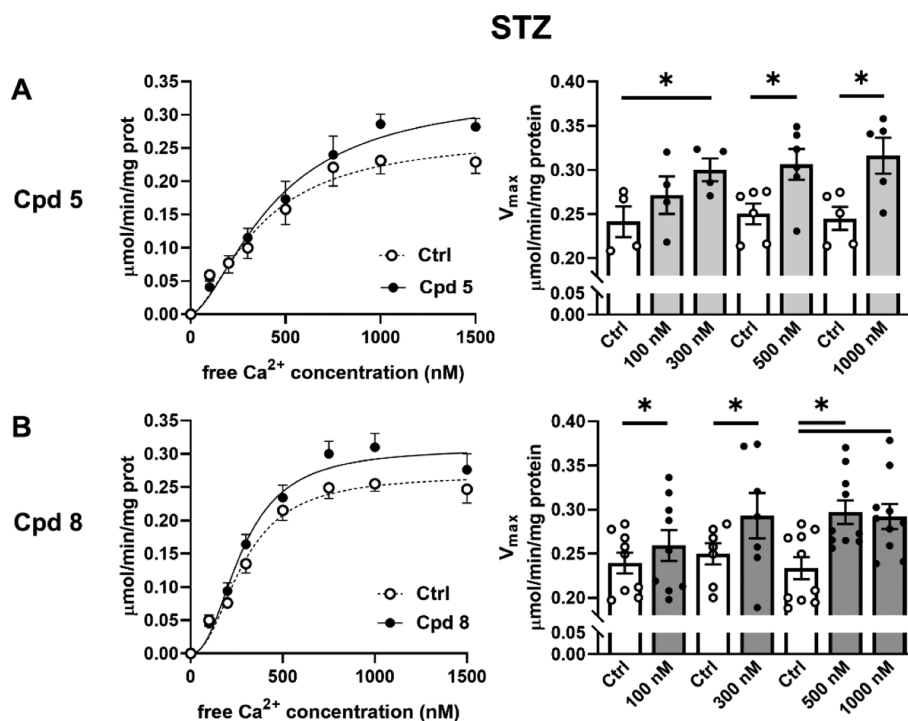 STZ
A
Cpd 5
μmol/min/mg prot
0.35
0.30
0.25
0.20
0.15
0.10
0.05
0.00
0
500
1000
1500
free Ca²⁺ concentration (nM)
Ctrl
Cpd 5
Vmax
μmol/min/mg protein
0.40
0.35
0.30
0.25
0.20
0.05
0.00
*
*
*
Ctrl
100 nM
300 nM
Ctrl
500 nM
Ctrl
1000 nM
B
Cpd 8
μmol/min/mg prot
0.35
0.30
0.25
0.20
0.15
0.10
0.05
0.00
0
500
1000
1500
free Ca²⁺ concentration (nM)
Ctrl
Cpd 8
Vmax
μmol/min/mg protein
0.40
0.35
0.30
0.25
0.20
0.05
0.00
*
*
*
Ctrl
100 nM
Ctrl
300 nM
Ctrl
500 nM
1000 nM